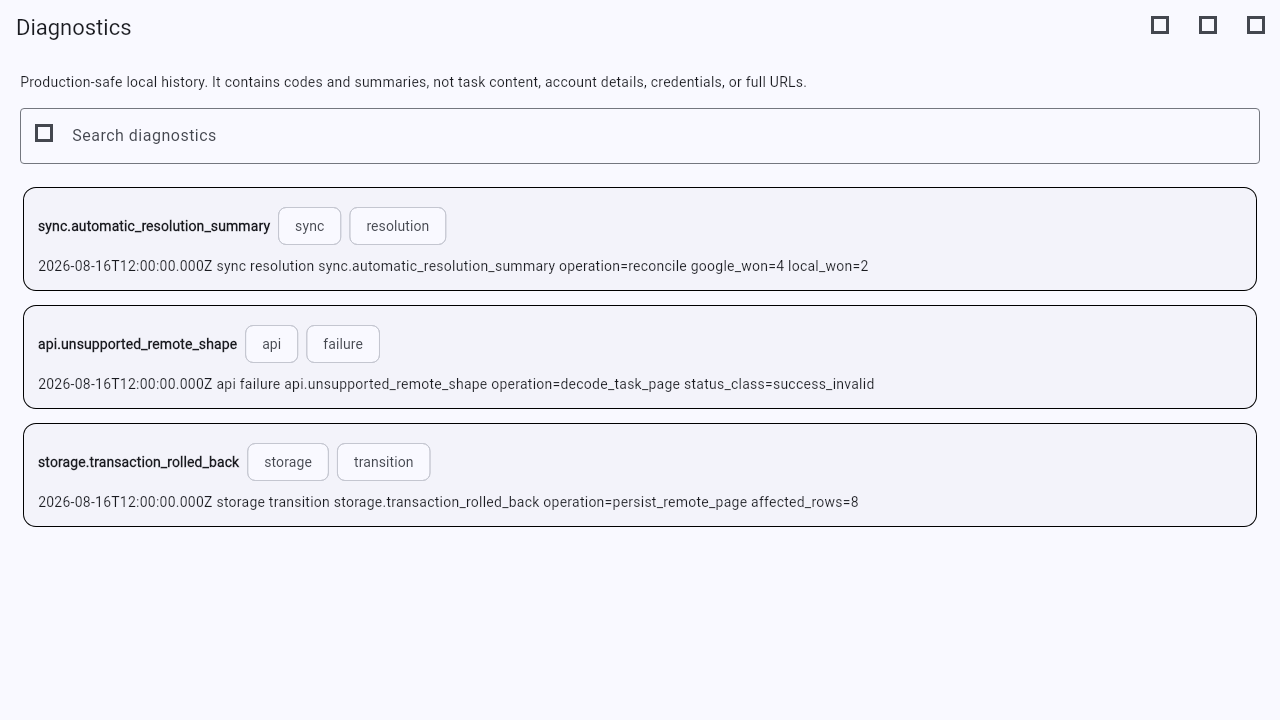 Diagnostics
Production-safe local history. It contains codes and summaries, not task content, account details, credentials, or full URLs.
Search diagnostics
sync.automatic_resolution_summary sync resolution
2026-08-16T12:00:00.000Z sync resolution sync.automatic_resolution_summary operation=reconcile google_won=4 local_won=2
api.unsupported_remote_shape api failure
2026-08-16T12:00:00.000Z api failure api.unsupported_remote_shape operation=decode_task_page status_class=success_invalid
storage.transaction_rolled_back storage transition
2026-08-16T12:00:00.000Z storage transition storage.transaction_rolled_back operation=persist_remote_page affected_rows=8